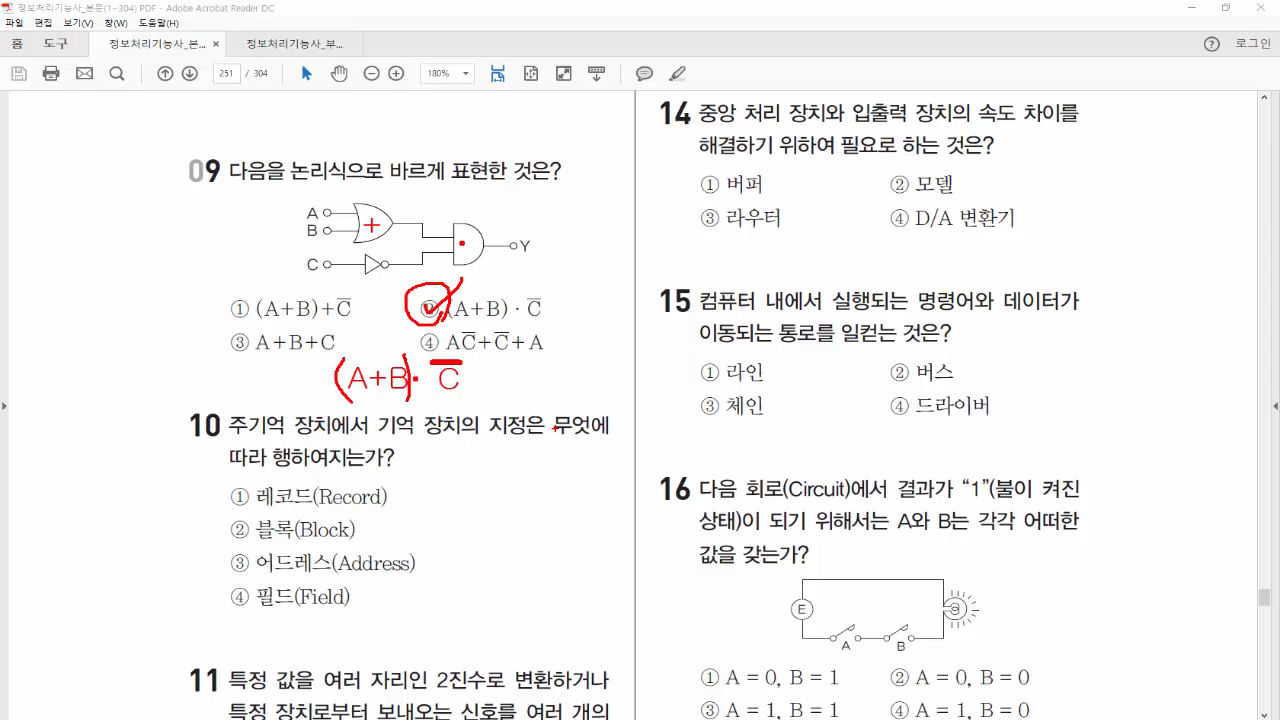 정보처리기능사_본문(1-304) PDF - Adobe Acrobat Reader DC
파일 편집 보기(V) 창(W) 도움말(H)
홈 도구 정보처리기능사_본문... × 정보처리기능사_부... 로그인
251 / 304 180%
09 다음을 논리식으로 바르게 표현한 것은?
A
B
C
Y
+
① (A+B)+C̅
② (A+B)·C̅
③ A+B+C
④ AC̅+C̅+A
(A+B)· C̅
10 주기억 장치에서 기억 장치의 지정은 무엇에
따라 행하여지는가?
① 레코드(Record)
② 블록(Block)
③ 어드레스(Address)
④ 필드(Field)
11 특정 값을 여러 자리인 2진수로 변환하거나
특정 장치로부터 보내오는 신호를 여러 개의
14 중앙 처리 장치와 입출력 장치의 속도 차이를
해결하기 위하여 필요로 하는 것은?
① 버퍼 ② 모델
③ 라우터 ④ D/A 변환기
15 컴퓨터 내에서 실행되는 명령어와 데이터가
이동되는 통로를 일컫는 것은?
① 라인 ② 버스
③ 체인 ④ 드라이버
16 다음 회로(Circuit)에서 결과가 “1”(불이 켜진
상태)이 되기 위해서는 A와 B는 각각 어떠한
값을 갖는가?
E
A B
① A = 0, B = 1 ② A = 0, B = 0
③ A = 1, B = 1 ④ A = 1, B = 0